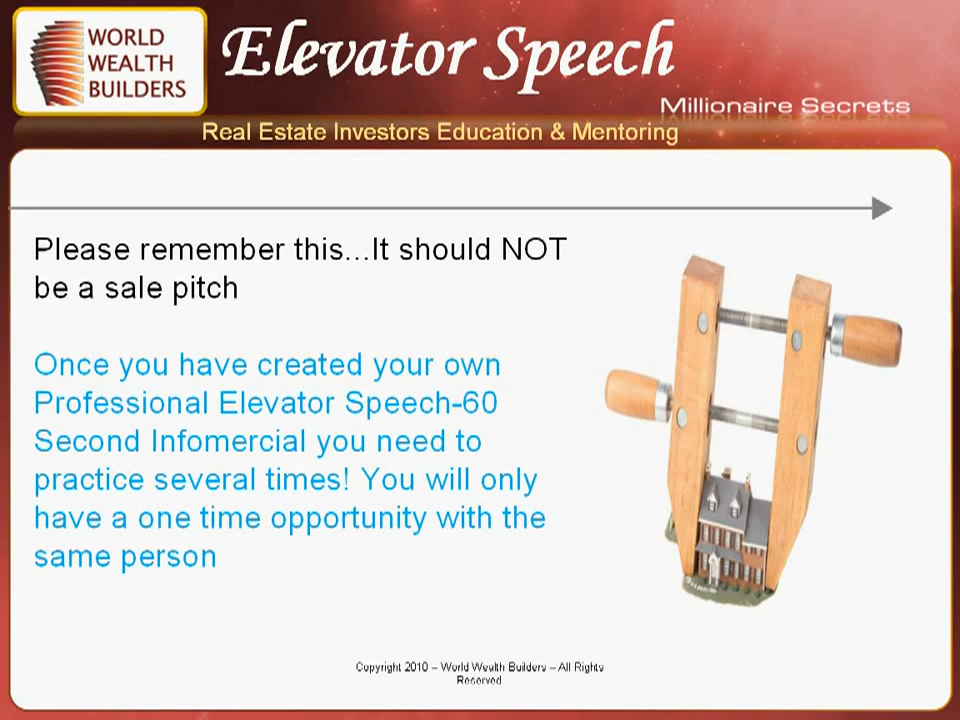 WORLD
WEALTH
BUILDERS
Elevator Speech
Millionaire Secrets
Real Estate Investors Education & Mentoring
Please remember this...It should NOT
be a sale pitch
Once you have created your own
Professional Elevator Speech-60
Second Infomercial you need to
practice several times! You will only
have a one time opportunity with the
same person
Copyright 2010 – World Wealth Builders – All Rights
Reserved